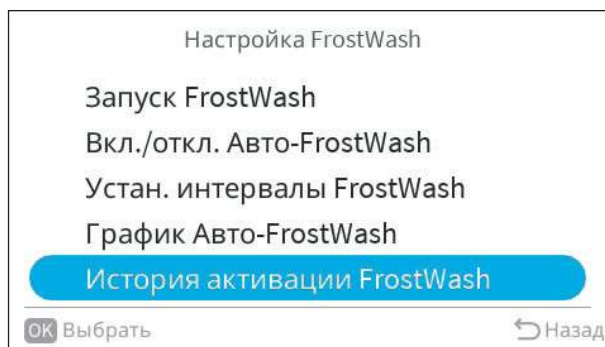 Настройка FrostWash
Запуск FrostWash
Вкл./откл. Авто-FrostWash
Устан. интервалы FrostWash
График Авто-FrostWash
История активации FrostWash
OK Выбрать Назад